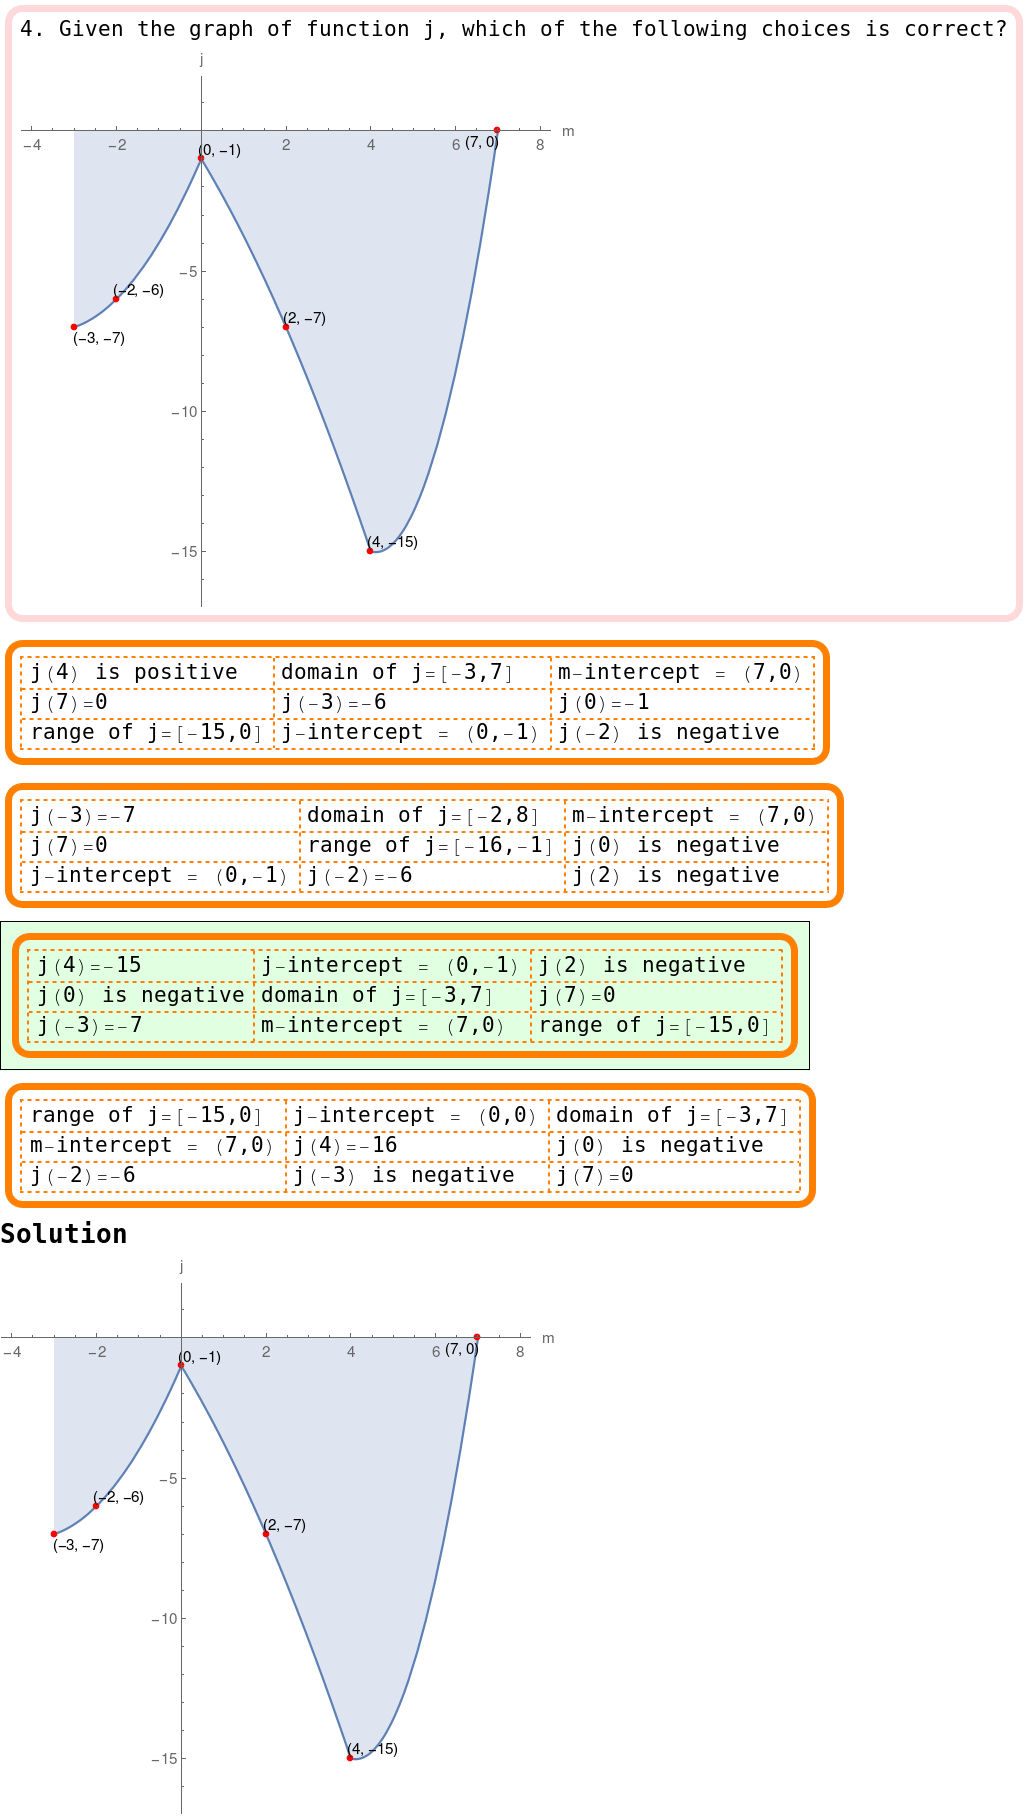 4. Given the graph of function j, which of the following choices is correct?
j
m
−4 −2 2 4 6 8
(0, −1)
(7, 0)
−5
(−2, −6)
(2, −7)
(−3, −7)
−10
(4, −15)
−15
j(4) is positive domain of j=[-3,7] m-intercept = (7,0)
j(7)=0 j(-3)=-6 j(0)=-1
range of j=[-15,0] j-intercept = (0,-1) j(-2) is negative
j(-3)=-7 domain of j=[-2,8] m-intercept = (7,0)
j(7)=0 range of j=[-16,-1] j(0) is negative
j-intercept = (0,-1) j(-2)=-6 j(2) is negative
j(4)=-15 j-intercept = (0,-1) j(2) is negative
j(0) is negative domain of j=[-3,7] j(7)=0
j(-3)=-7 m-intercept = (7,0) range of j=[-15,0]
range of j=[-15,0] j-intercept = (0,0) domain of j=[-3,7]
m-intercept = (7,0) j(4)=-16 j(0) is negative
j(-2)=-6 j(-3) is negative j(7)=0
Solution
j
m
−4 −2 2 4 6 8
(0, −1)
(7, 0)
−5
(−2, −6)
(2, −7)
(−3, −7)
−10
(4, −15)
−15